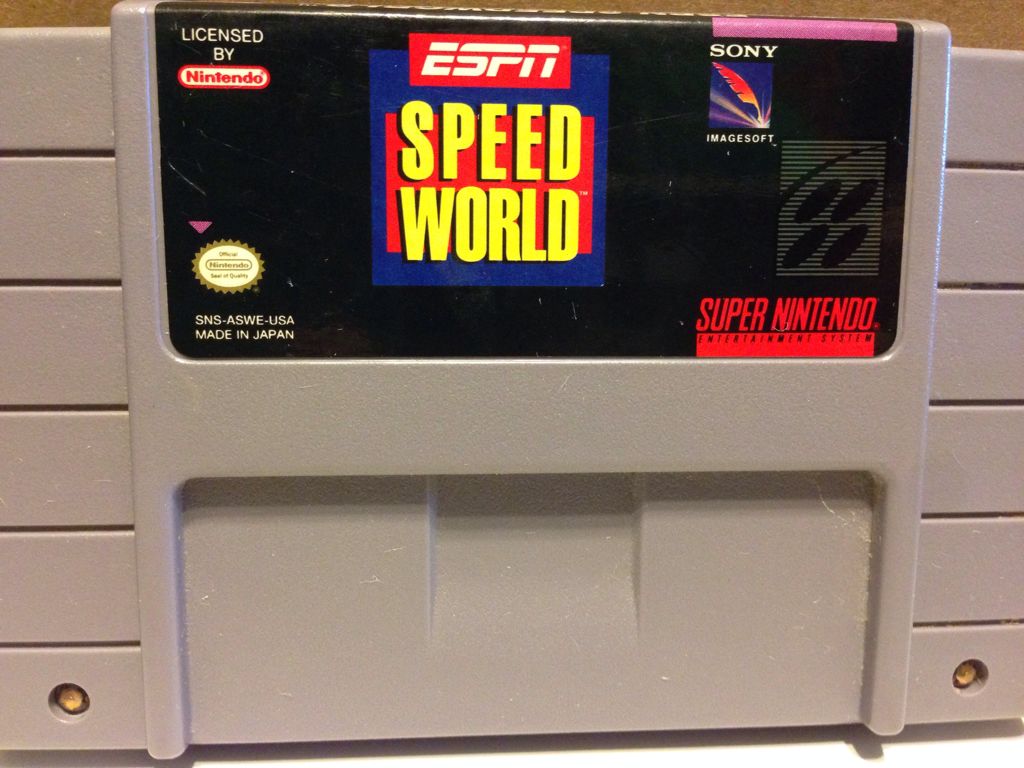 LICENSED
BY
Nintendo
ESPN
SPEED
WORLD
™
SONY
IMAGESOFT
Official
Nintendo
Seal of Quality
SNS-ASWE-USA
MADE IN JAPAN
SUPER NINTENDO
ENTERTAINMENT SYSTEM